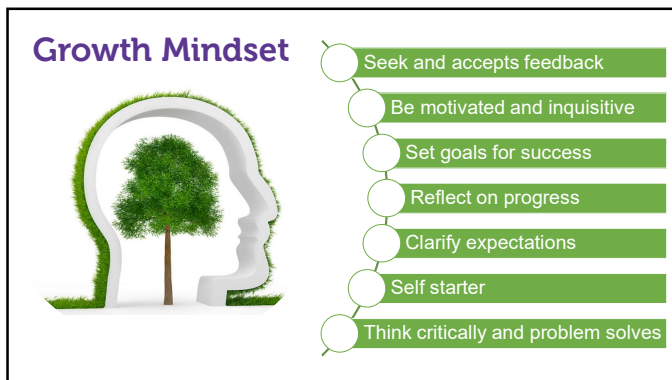 Growth Mindset
Seek and accepts feedback
Be motivated and inquisitive
Set goals for success
Reflect on progress
Clarify expectations
Self starter
Think critically and problem solves